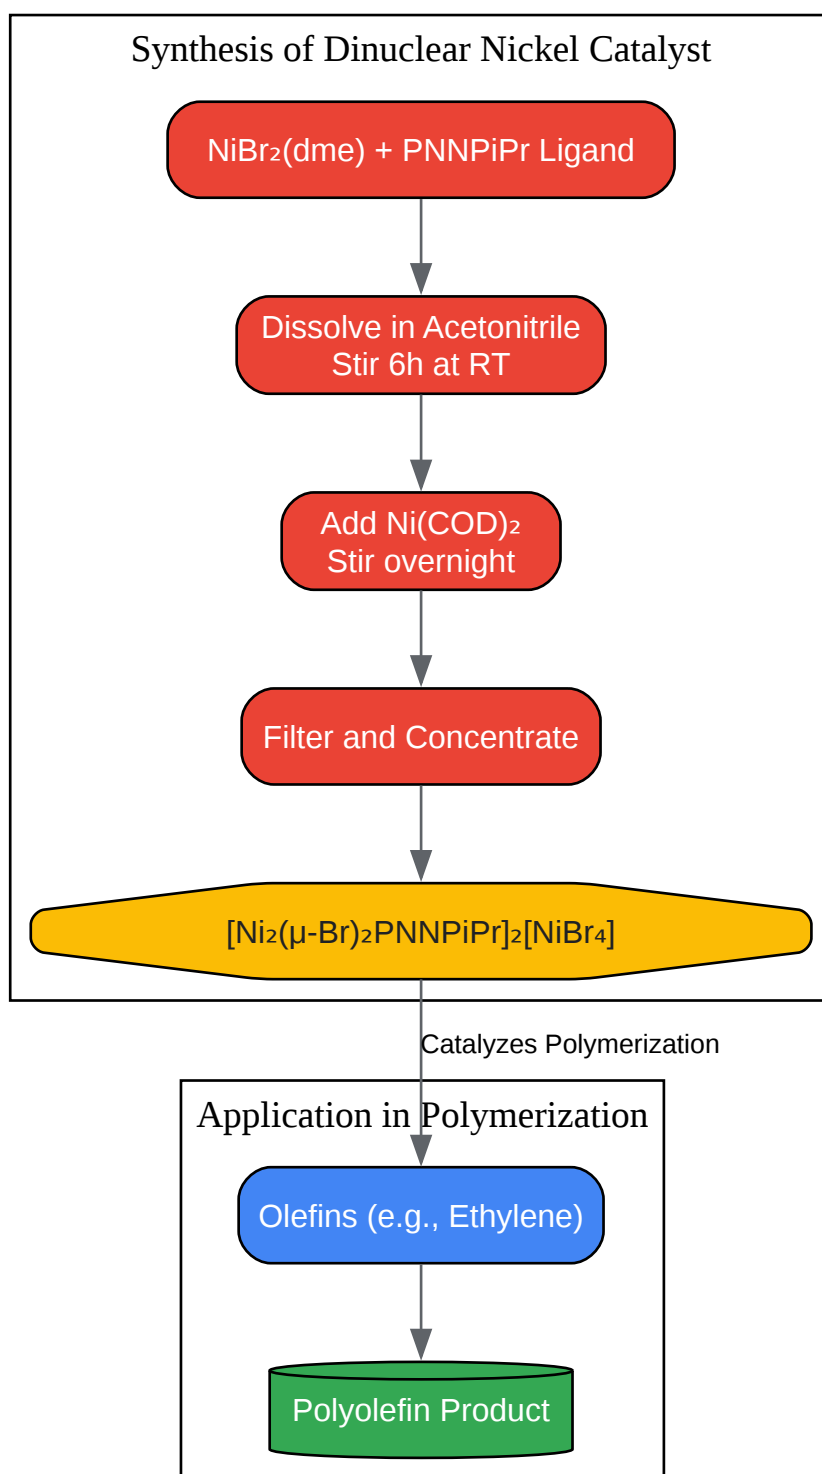 Synthesis of Dinuclear Nickel Catalyst
NiBr₂(dme) + PNNPiPr Ligand
Dissolve in Acetonitrile
Stir 6h at RT
Add Ni(COD)₂
Stir overnight
Filter and Concentrate
[Ni₂(μ-Br)₂PNNPiPr]₂[NiBr₄]
Catalyzes Polymerization
Application in Polymerization
Olefins (e.g., Ethylene)
Polyolefin Product